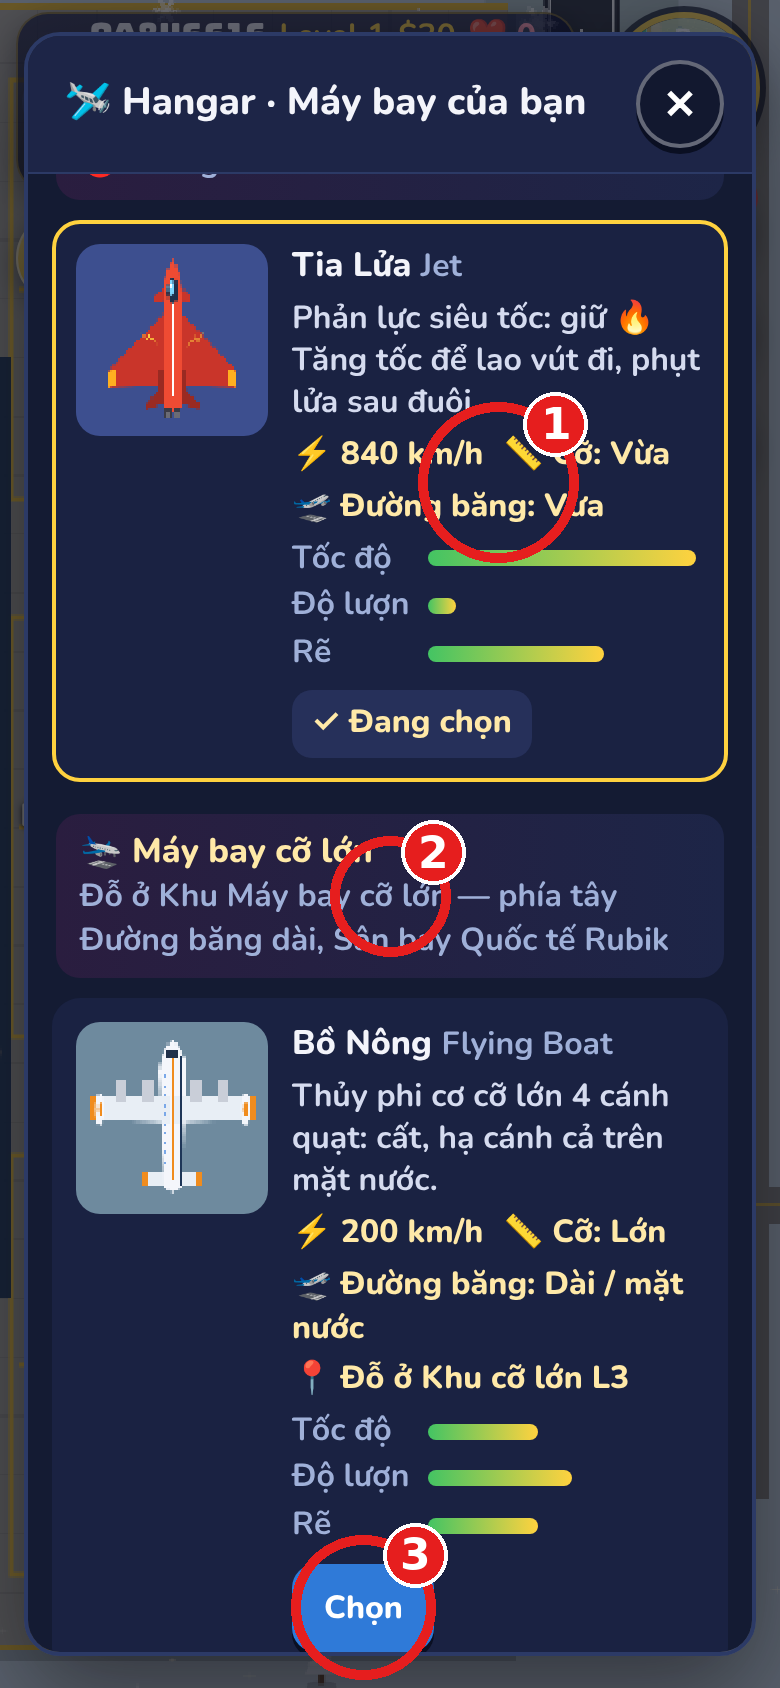 Hangar · Máy bay của bạn
Tia Lửa Jet
Phản lực siêu tốc: giữ 🔥
Tăng tốc để lao vút đi, phụt
lửa sau đuôi
⚡ 840 km/h 📏 Cỡ: Vừa
🛫 Đường băng: Vừa
Tốc độ
Độ lượn
Rẽ
✓ Đang chọn
🛬 Máy bay cỡ lớn
Đỗ ở Khu Máy bay cỡ lớn — phía tây
Đường băng dài, Sân bay Quốc tế Rubik
Bồ Nông Flying Boat
Thủy phi cơ cỡ lớn 4 cánh
quạt: cất, hạ cánh cả trên
mặt nước.
⚡ 200 km/h 📏 Cỡ: Lớn
🛫 Đường băng: Dài / mặt
nước
📍 Đỗ ở Khu cỡ lớn L3
Tốc độ
Độ lượn
Rẽ
Chọn
1
2
3